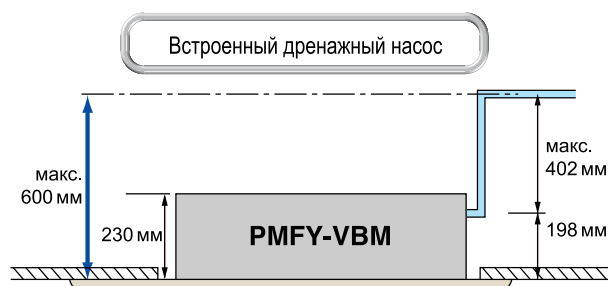 Встроенный дренажный насос
макс.
600 мм
230 мм
PMFY-VBM
макс.
402 мм
198 мм